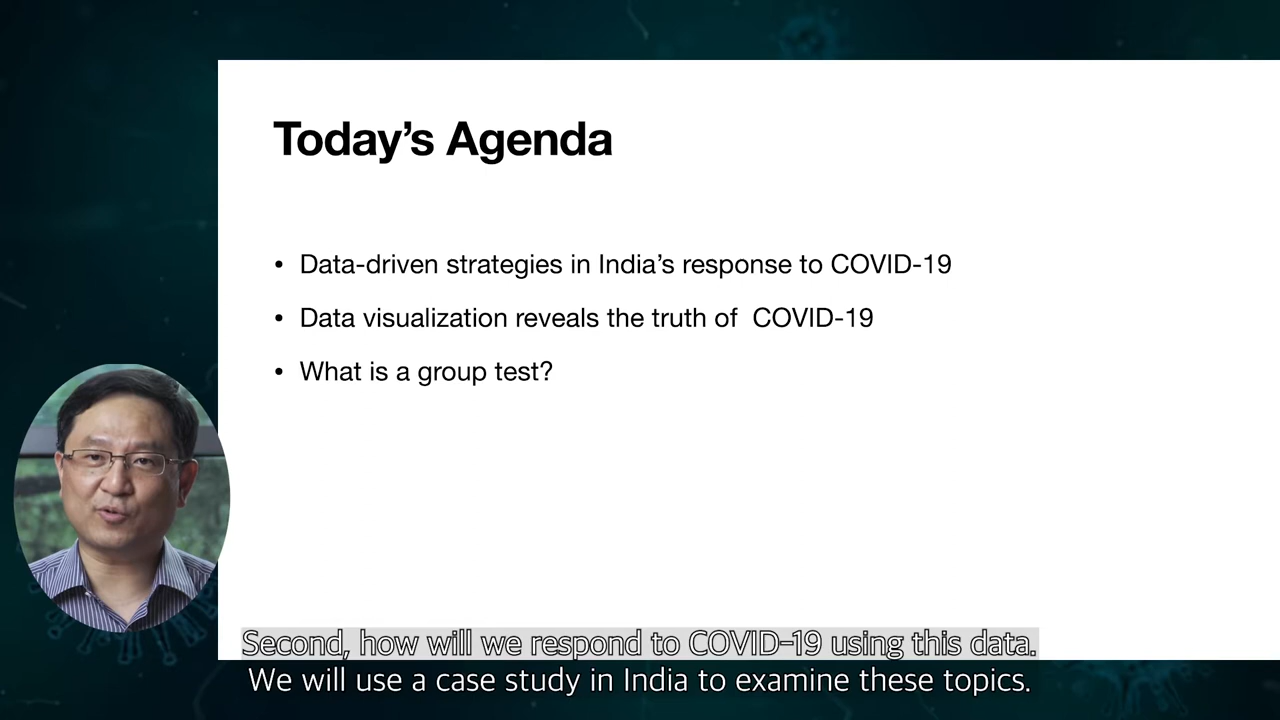 Today’s Agenda
• Data-driven strategies in India’s response to COVID-19
• Data visualization reveals the truth of COVID-19
• What is a group test?
Second, how will we respond to COVID-19 using this data.
We will use a case study in India to examine these topics.